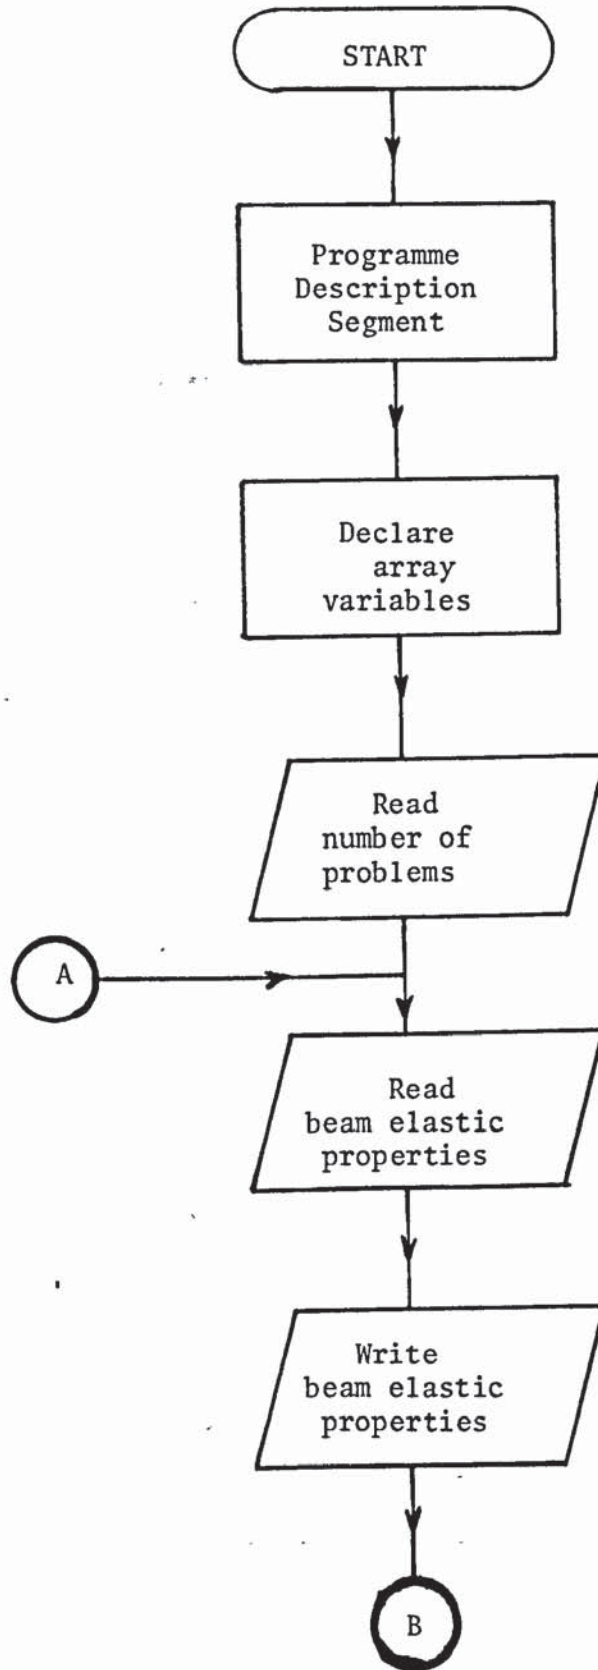 START
Programme
Description
Segment
Declare
array
variables
Read
number of
problems
A
Read
beam elastic
properties
Write
beam elastic
properties
B